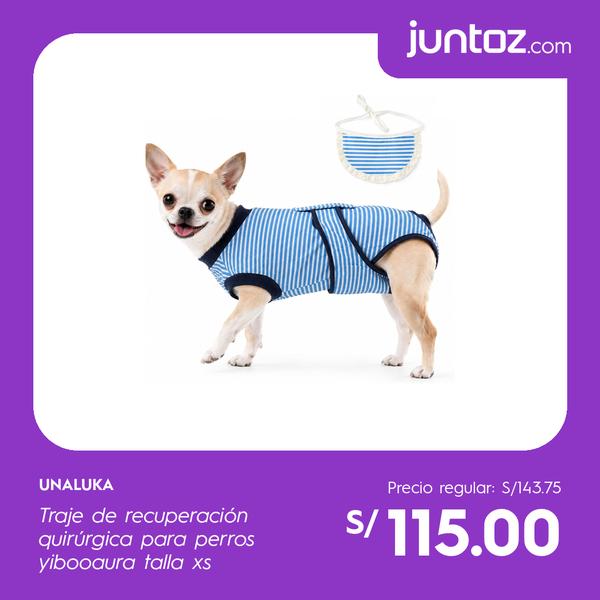 juntoz.com
UNALUKA
Traje de recuperación
quirúrgica para perros
yibooaura talla xs
Precio regular: S/143.75
S/ 115.00